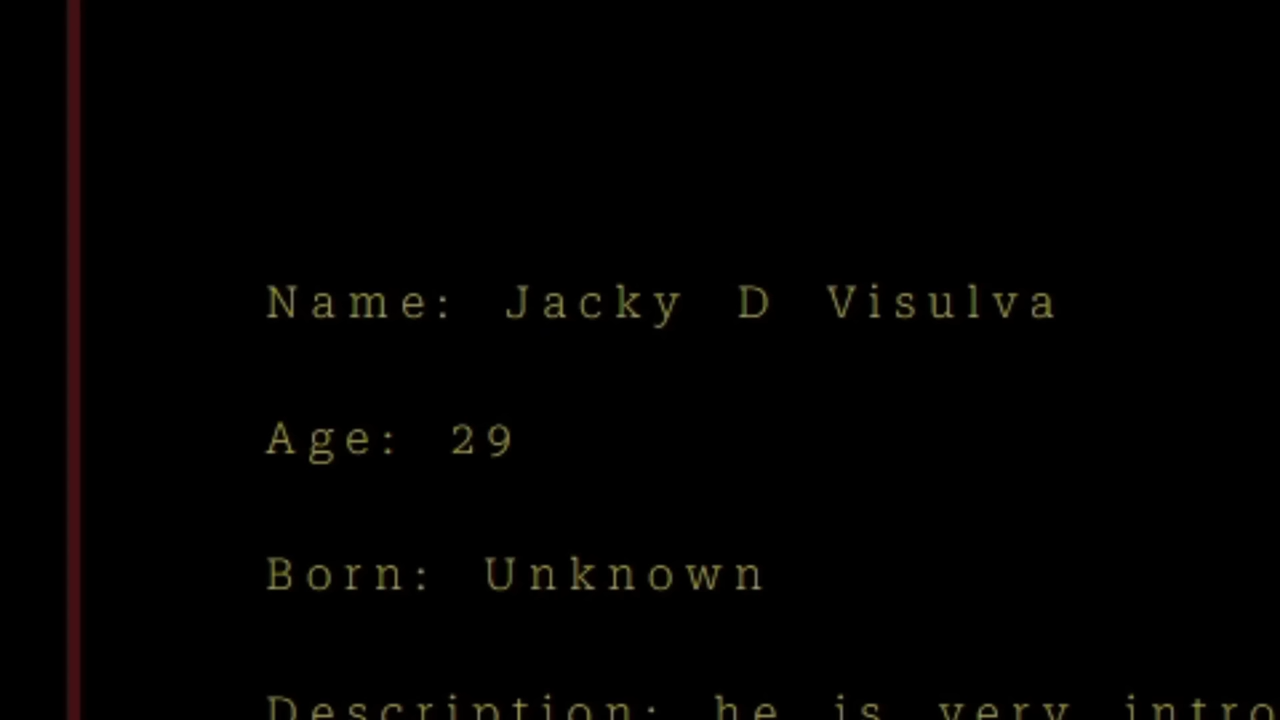 Name: Jacky D Visulva
Age: 29
Born: Unknown
Description: he is very intro